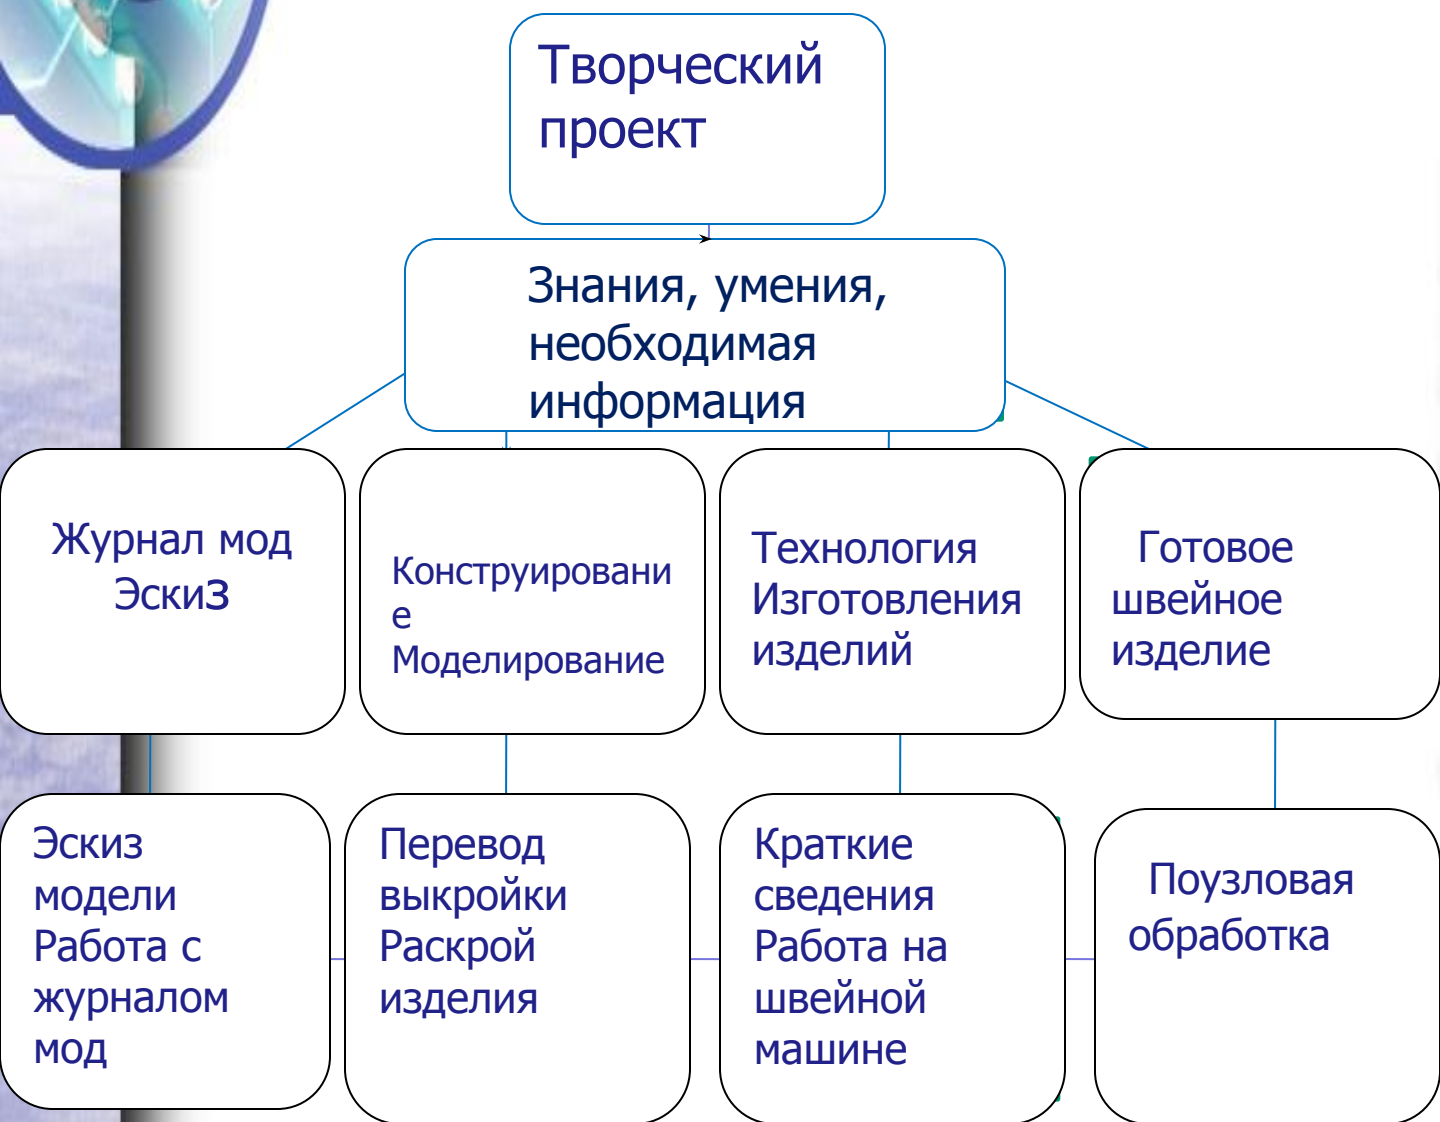 Творческий
проект
Знания, умения,
необходимая
информация
Журнал мод
Эскиз
Конструировани
е
Моделирование
Технология
Изготовления
изделий
Готовое
швейное
изделие
Эскиз
модели
Работа с
журналом
мод
Перевод
выкройки
Раскрой
изделия
Краткие
сведения
Работа на
швейной
машине
Поузловая
обработка